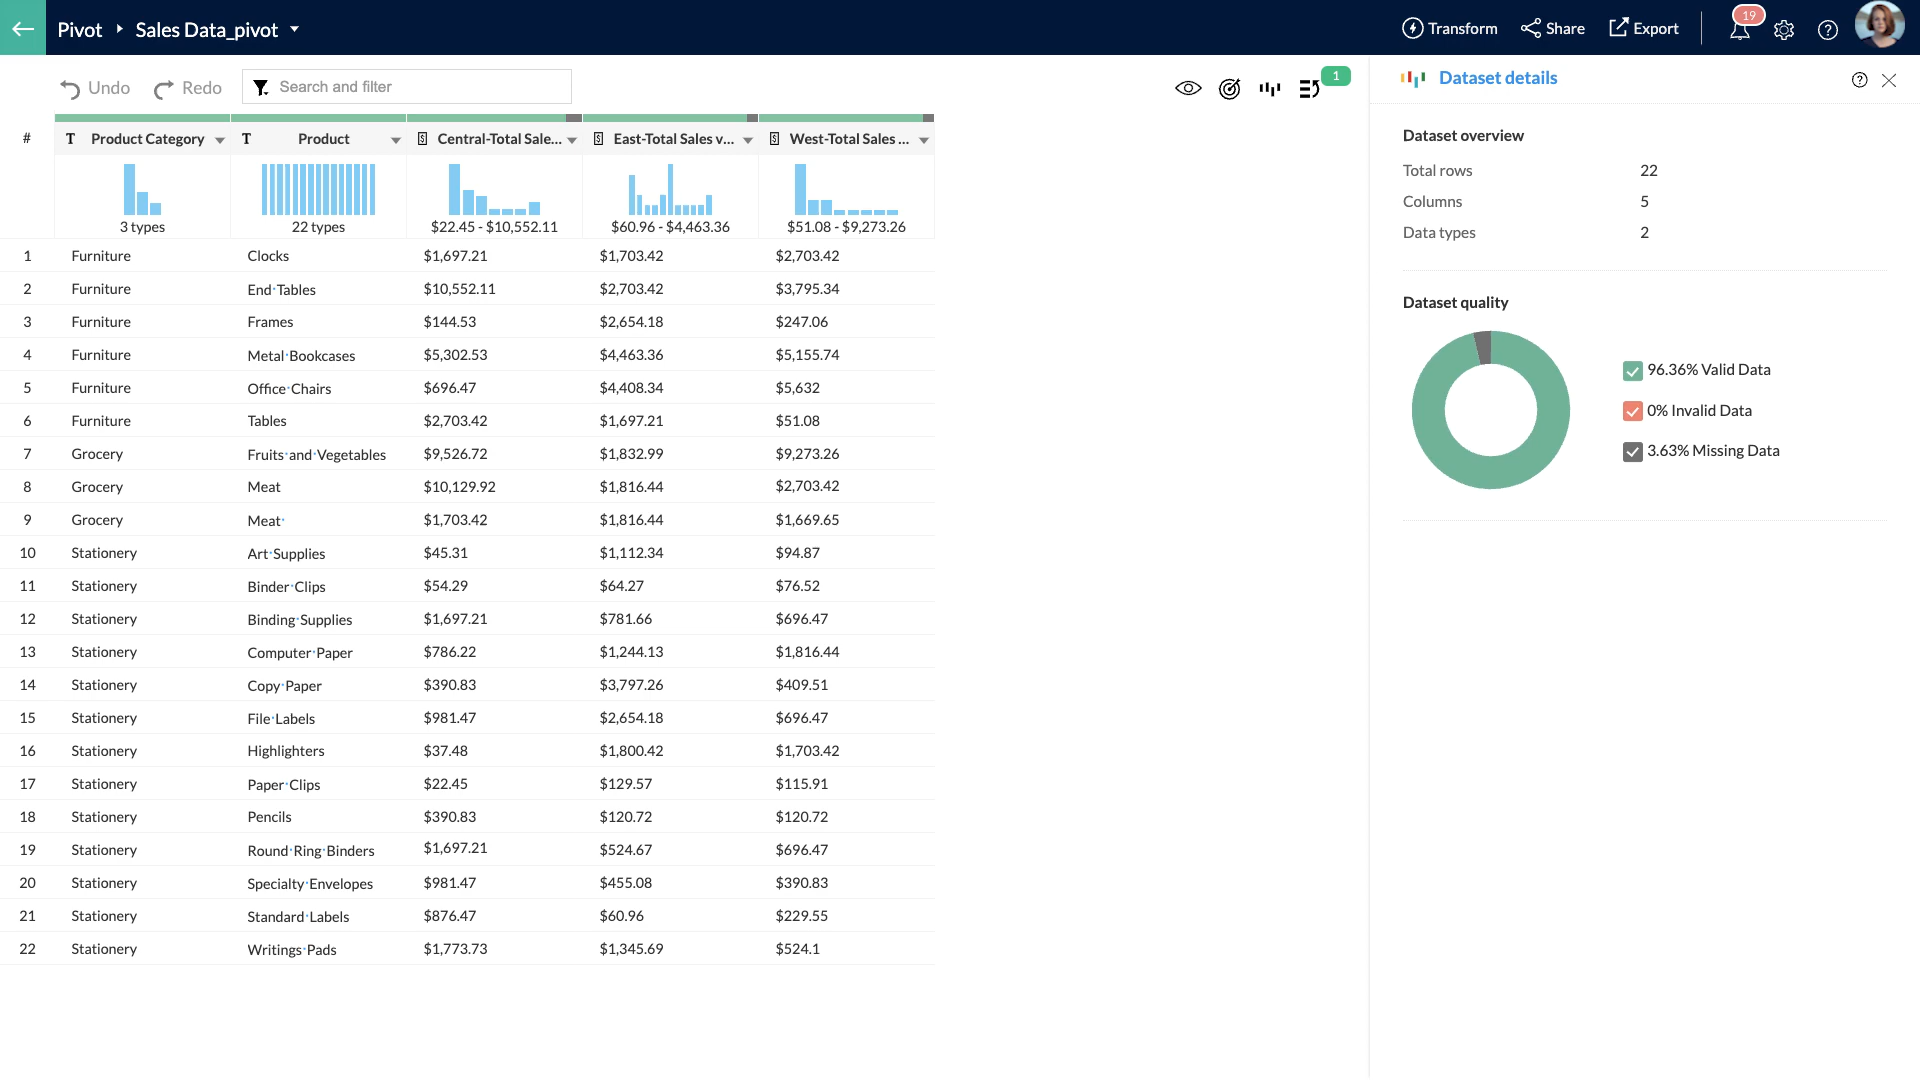 Pivot Sales Data_pivot Transform Share Export 19
Undo Redo Search and filter 1
Dataset details
# T Product Category T Product Central-Total Sale... East-Total Sales v... West-Total Sales ...
3 types 22 types $22.45 - $10,552.11 $60.96 - $4,463.36 $51.08 - $9,273.26
1 Furniture Clocks $1,697.21 $1,703.42 $2,703.42
2 Furniture End·Tables $10,552.11 $2,703.42 $3,795.34
3 Furniture Frames $144.53 $2,654.18 $247.06
4 Furniture Metal·Bookcases $5,302.53 $4,463.36 $5,155.74
5 Furniture Office·Chairs $696.47 $4,408.34 $5,632
6 Furniture Tables $2,703.42 $1,697.21 $51.08
7 Grocery Fruits·and·Vegetables $9,526.72 $1,832.99 $9,273.26
8 Grocery Meat $10,129.92 $1,816.44 $2,703.42
9 Grocery Meat· $1,703.42 $1,816.44 $1,669.65
10 Stationery Art·Supplies $45.31 $1,112.34 $94.87
11 Stationery Binder·Clips $54.29 $64.27 $76.52
12 Stationery Binding·Supplies $1,697.21 $781.66 $696.47
13 Stationery Computer·Paper $786.22 $1,244.13 $1,816.44
14 Stationery Copy·Paper $390.83 $3,797.26 $409.51
15 Stationery File·Labels $981.47 $2,654.18 $696.47
16 Stationery Highlighters $37.48 $1,800.42 $1,703.42
17 Stationery Paper·Clips $22.45 $129.57 $115.91
18 Stationery Pencils $390.83 $120.72 $120.72
19 Stationery Round·Ring·Binders $1,697.21 $524.67 $696.47
20 Stationery Specialty·Envelopes $981.47 $455.08 $390.83
21 Stationery Standard·Labels $876.47 $60.96 $229.55
22 Stationery Writings·Pads $1,773.73 $1,345.69 $524.1
Dataset overview
Total rows 22
Columns 5
Data types 2
Dataset quality
96.36% Valid Data
0% Invalid Data
3.63% Missing Data